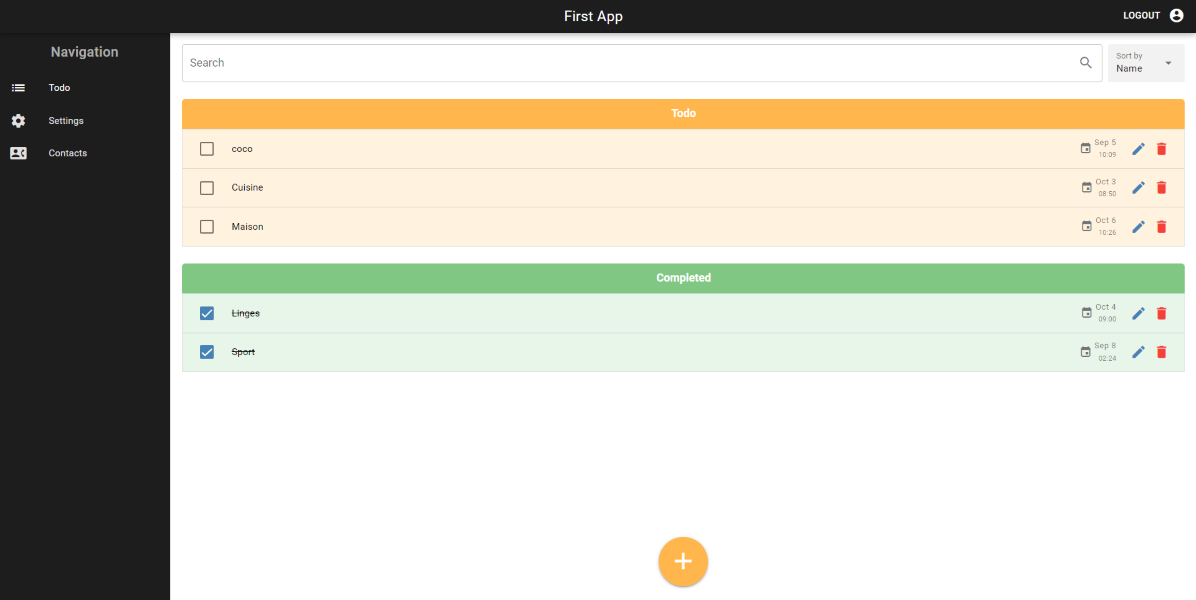 First App
LOGOUT
Navigation
Todo
Settings
Contacts
Search
Sort by
Name
Todo
coco
Sep 5
10:09
Cuisine
Oct 3
08:50
Maison
Oct 6
10:26
Completed
Linges
Oct 4
09:00
Sport
Sep 8
02:24